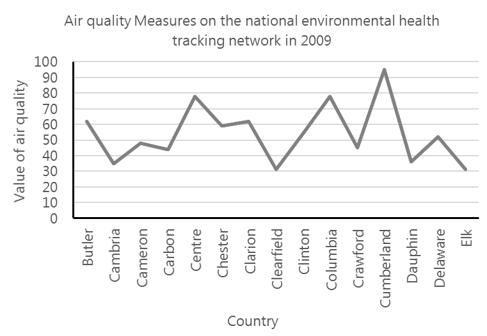 Air quality Measures on the national environmental health
tracking network in 2009
Value of air quality
100
90
80
70
60
50
40
30
20
10
0
Butler
Cambria
Cameron
Carbon
Centre
Chester
Clarion
Clearfield
Clinton
Columbia
Crawford
Cumberland
Dauphin
Delaware
Elk
Country